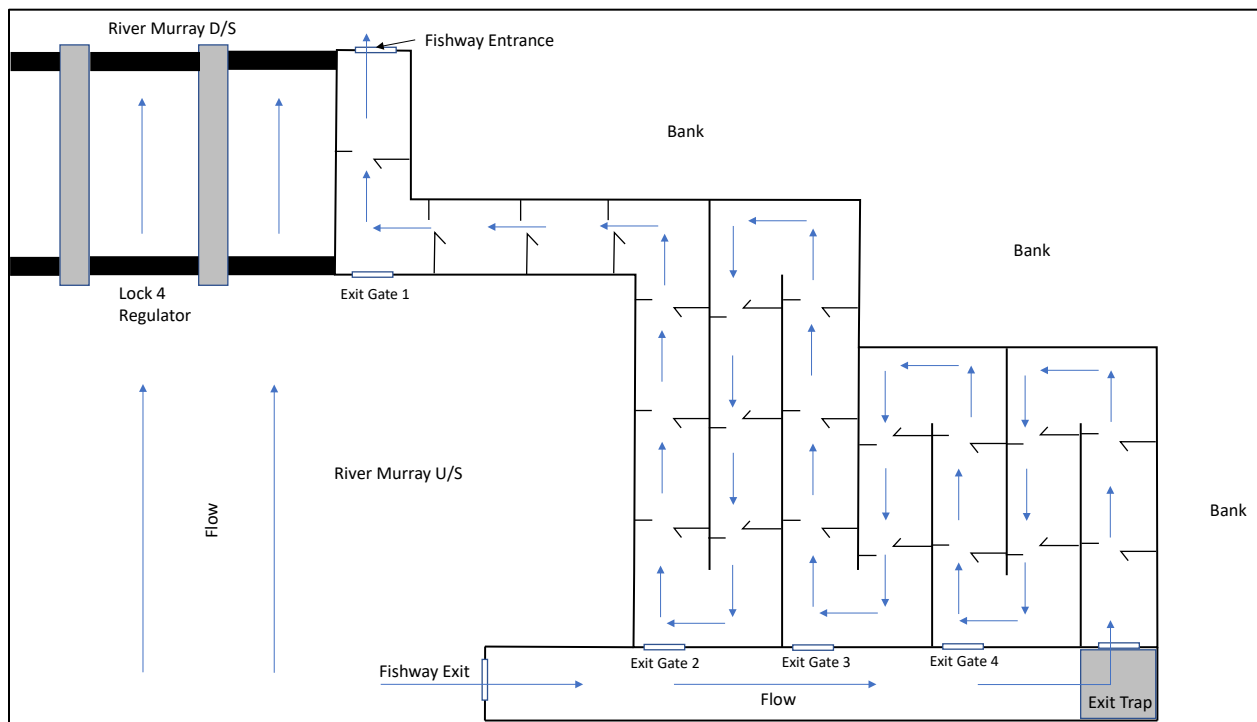 River Murray D/S
Fishway Entrance
Bank
Bank
Exit Gate 1
Lock 4
Regulator
River Murray U/S
Flow
Bank
Exit Gate 2
Exit Gate 3
Exit Gate 4
Fishway Exit
Flow
Exit Trap